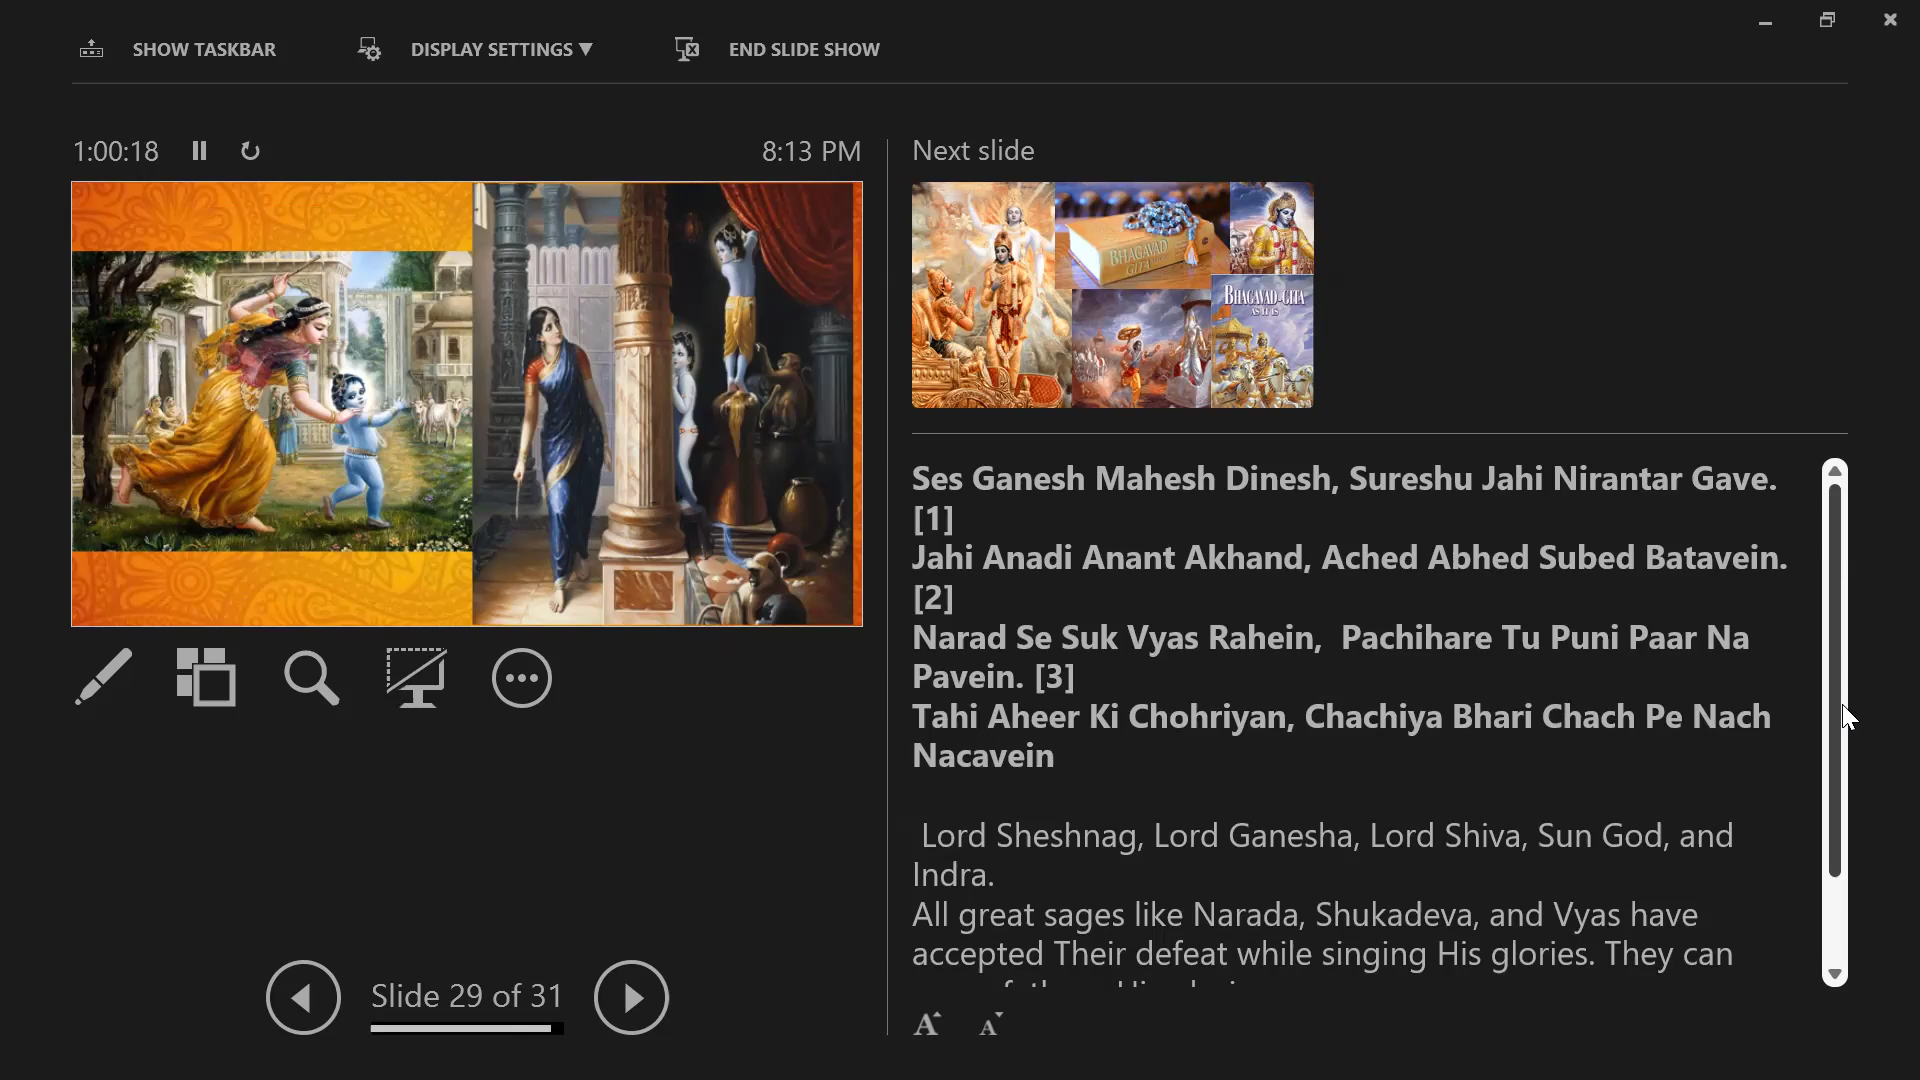 SHOW TASKBAR
DISPLAY SETTINGS ▼
END SLIDE SHOW
1:00:18
8:13 PM
Next slide
BHAGAVAD
GITA
BHAGAVAD-GITA
AS IT IS
Ses Ganesh Mahesh Dinesh, Sureshu Jahi Nirantar Gave.
[1]
Jahi Anadi Anant Akhand, Ached Abhed Subed Batavein.
[2]
Narad Se Suk Vyas Rahein,  Pachihare Tu Puni Paar Na
Pavein. [3]
Tahi Aheer Ki Chohriyan, Chachiya Bhari Chach Pe Nach
Nacavein
Lord Sheshnag, Lord Ganesha, Lord Shiva, Sun God, and
Indra.
All great sages like Narada, Shukadeva, and Vyas have
accepted Their defeat while singing His glories. They can
Slide 29 of 31
A
A